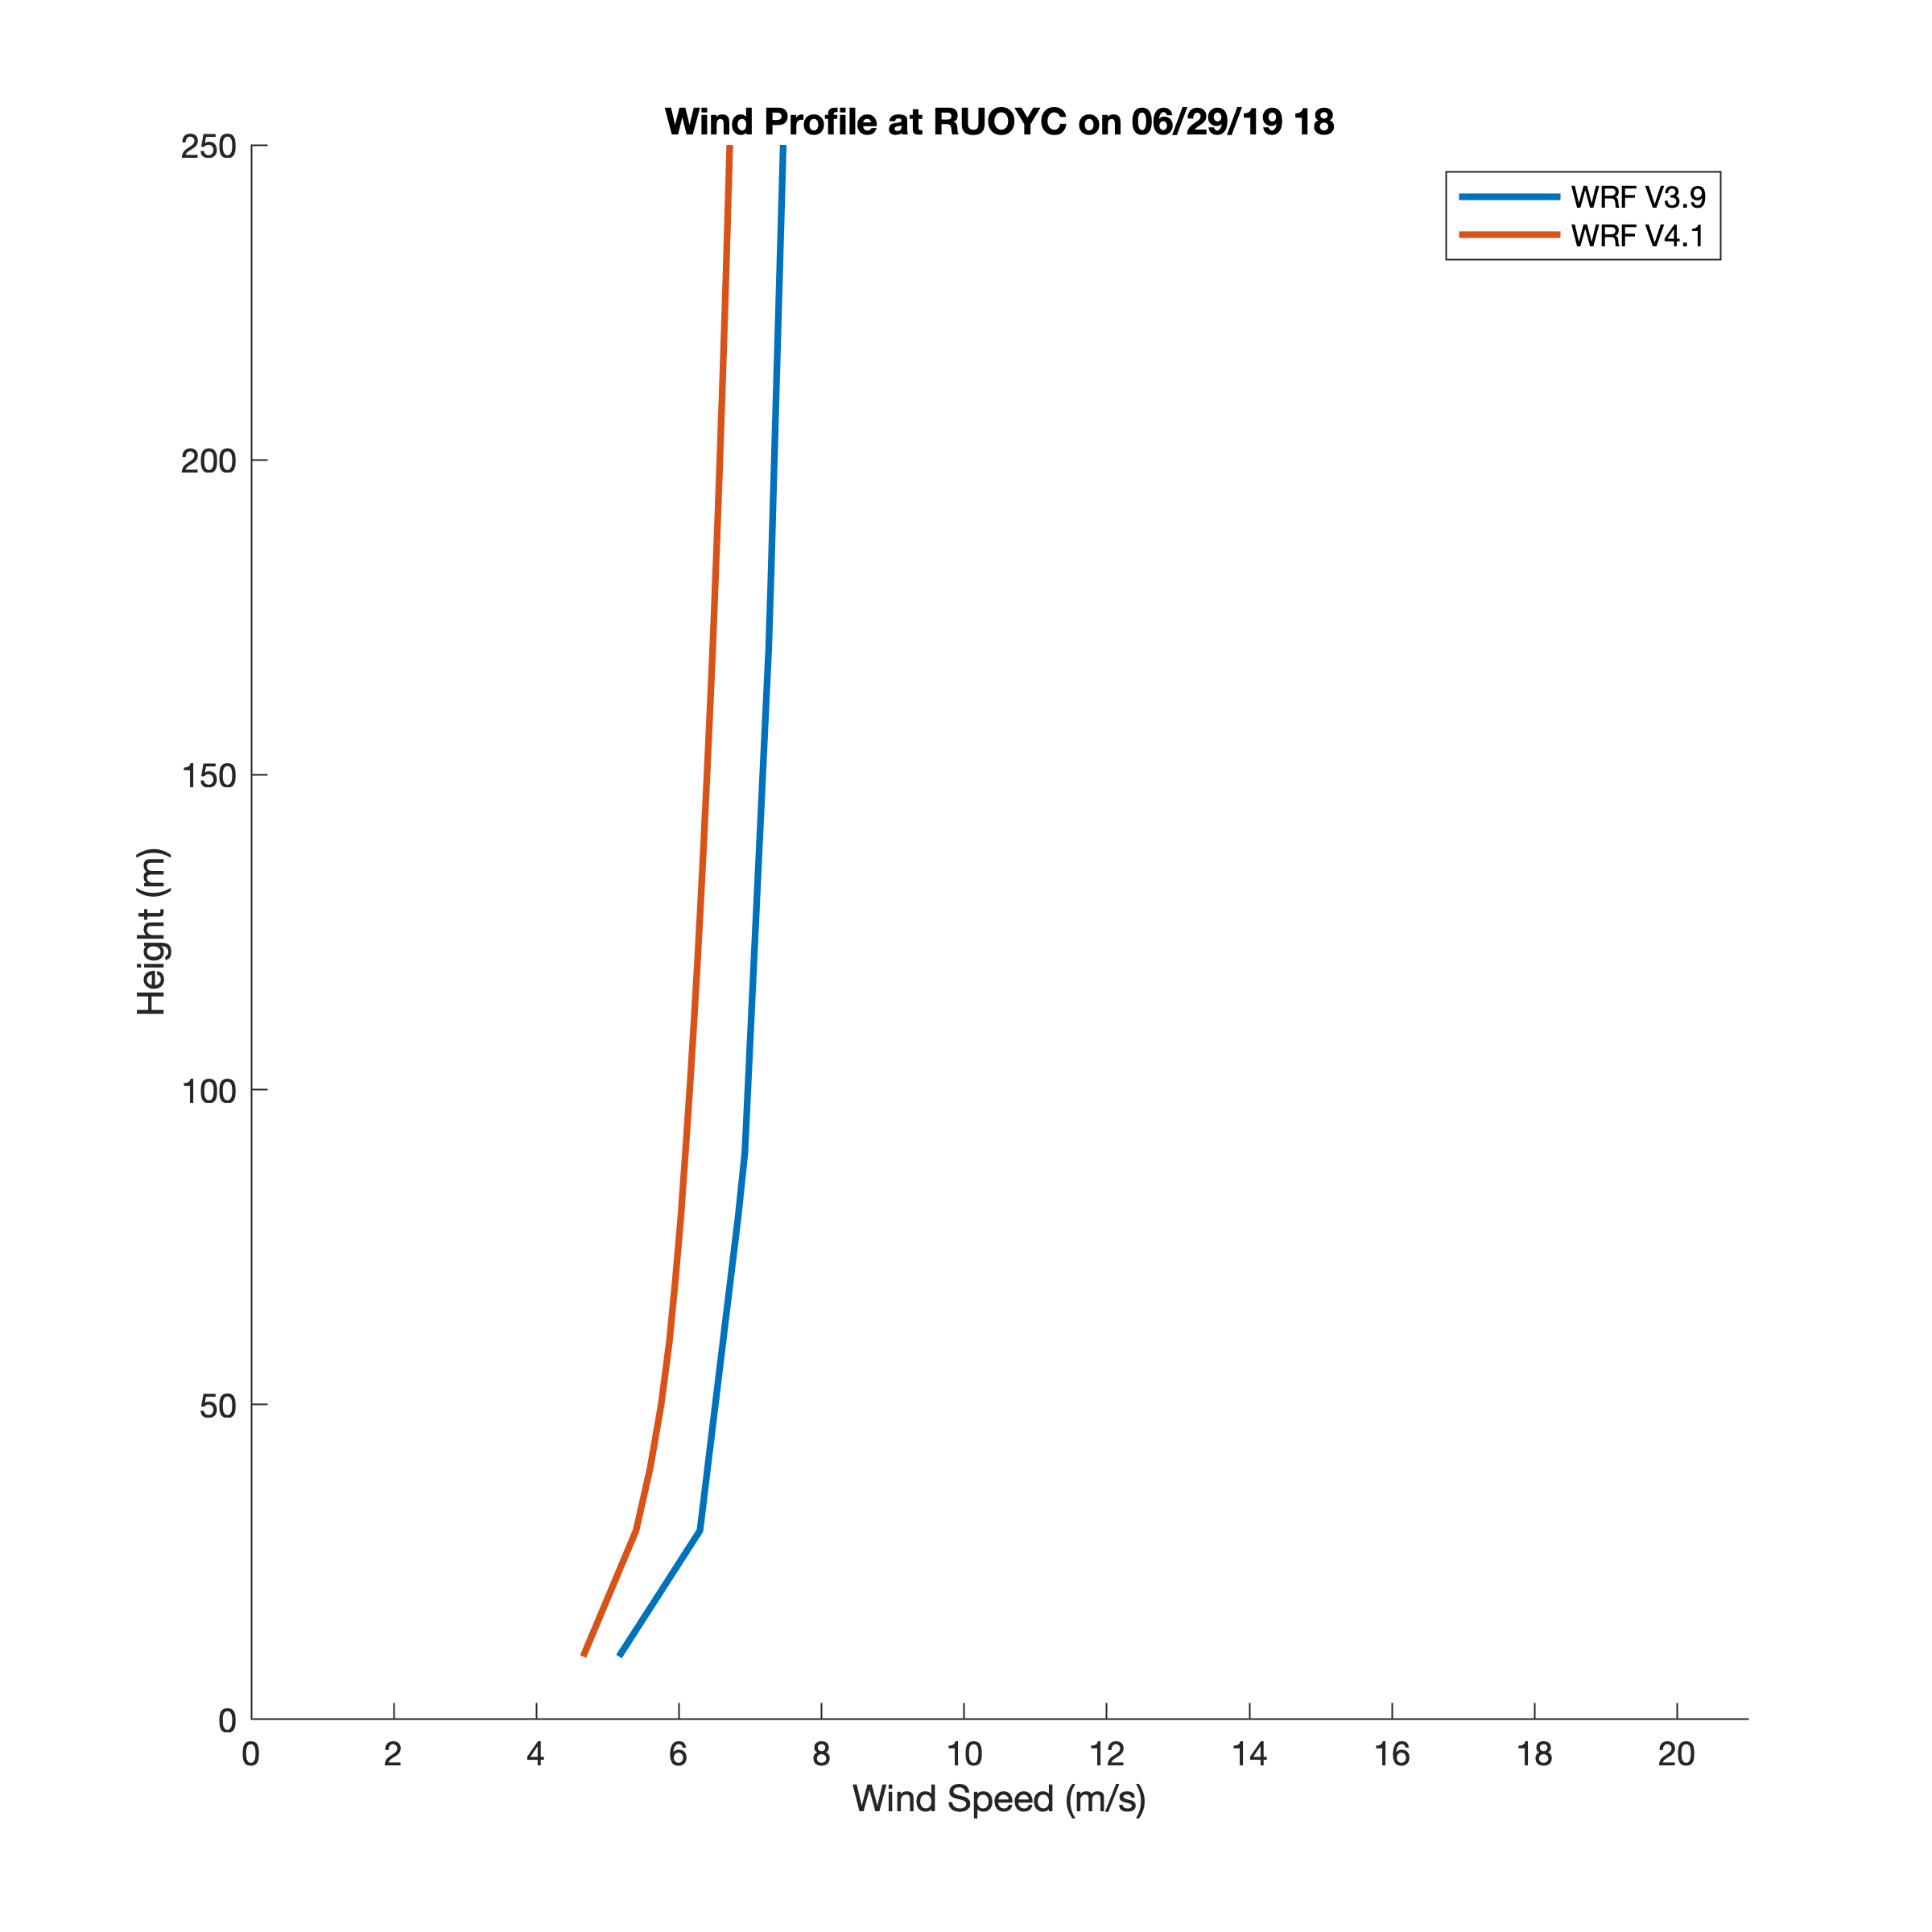 Wind Profile at RUOYC on 06/29/19 18
WRF V3.9
WRF V4.1
250
200
150
100
50
0
Height (m)
0 2 4 6 8 10 12 14 16 18 20
Wind Speed (m/s)